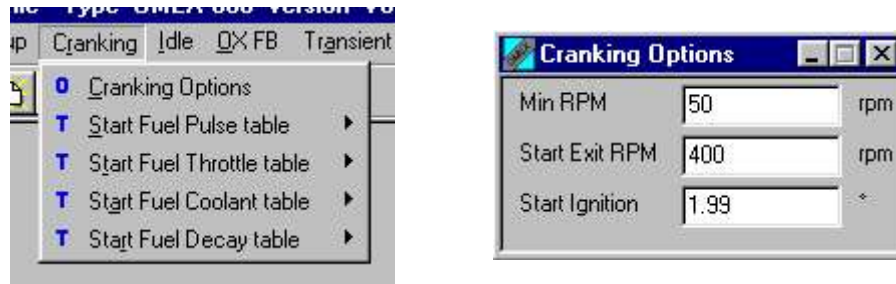 Cranking Idle OX FB Transient
O Cranking Options
T Start Fuel Pulse table
T Start Fuel Throttle table
T Start Fuel Coolant table
T Start Fuel Decay table
Cranking Options
Min RPM 50 rpm
Start Exit RPM 400 rpm
Start Ignition 1.99 °